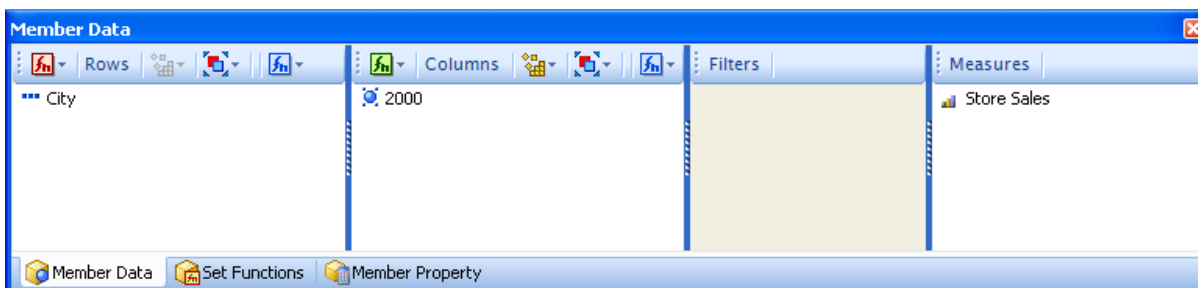 Member Data
Rows Columns Filters Measures
City 2000 Store Sales
Member Data Set Functions Member Property